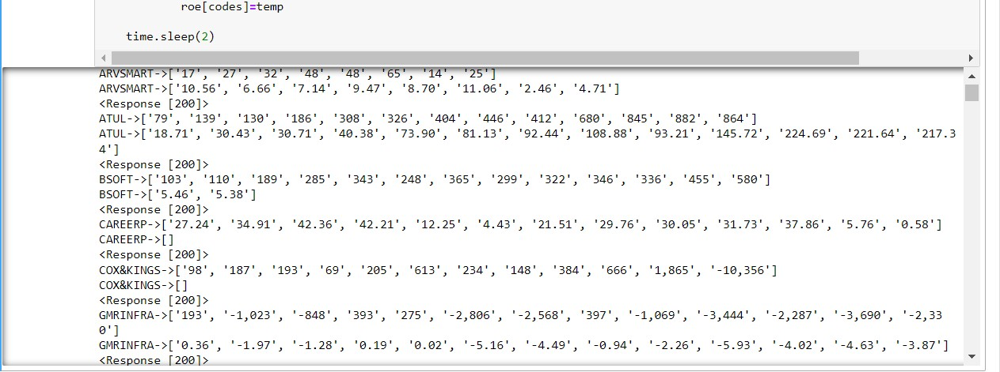 roe[codes]=temp
time.sleep(2)
ARVSMART->['17', '27', '32', '48', '48', '65', '14', '25']
ARVSMART->['10.56', '6.66', '7.14', '9.47', '8.70', '11.06', '2.46', '4.71']
<Response [200]>
ATUL->['79', '139', '130', '186', '308', '326', '404', '446', '412', '680', '845', '882', '864']
ATUL->['18.71', '30.43', '30.71', '40.38', '73.90', '81.13', '92.44', '108.88', '93.21', '145.72', '224.69', '221.64', '217.3
4']
<Response [200]>
BSOFT->['103', '110', '189', '285', '343', '248', '365', '299', '322', '346', '336', '455', '580']
BSOFT->['5.46', '5.38']
<Response [200]>
CAREERP->['27.24', '34.91', '42.36', '42.21', '12.25', '4.43', '21.51', '29.76', '30.05', '31.73', '37.86', '5.76', '0.58']
CAREERP->[]
<Response [200]>
COX&KINGS->['98', '187', '193', '69', '205', '613', '234', '148', '384', '666', '1,865', '-10,356']
COX&KINGS->[]
<Response [200]>
GMRINFRA->['193', '-1,023', '-848', '393', '275', '-2,806', '-2,568', '397', '-1,069', '-3,444', '-2,287', '-3,690', '-2,33
0']
GMRINFRA->['0.36', '-1.97', '-1.28', '0.19', '0.02', '-5.16', '-4.49', '-0.94', '-2.26', '-5.93', '-4.02', '-4.63', '-3.87']
<Response [200]>